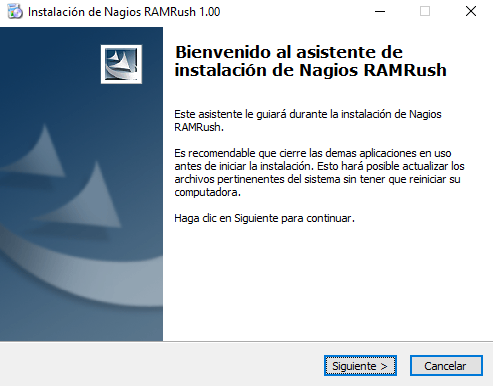 Instalación de Nagios RAMRush 1.00
Bienvenido al asistente de
instalación de Nagios RAMRush
Este asistente le guiará durante la instalación de Nagios
RAMRush.
Es recomendable que cierre las demas aplicaciones en uso
antes de iniciar la instalación. Esto hará posible actualizar los
archivos pertinenentes del sistema sin tener que reiniciar su
computadora.
Haga clic en Siguiente para continuar.
Siguiente >
Cancelar